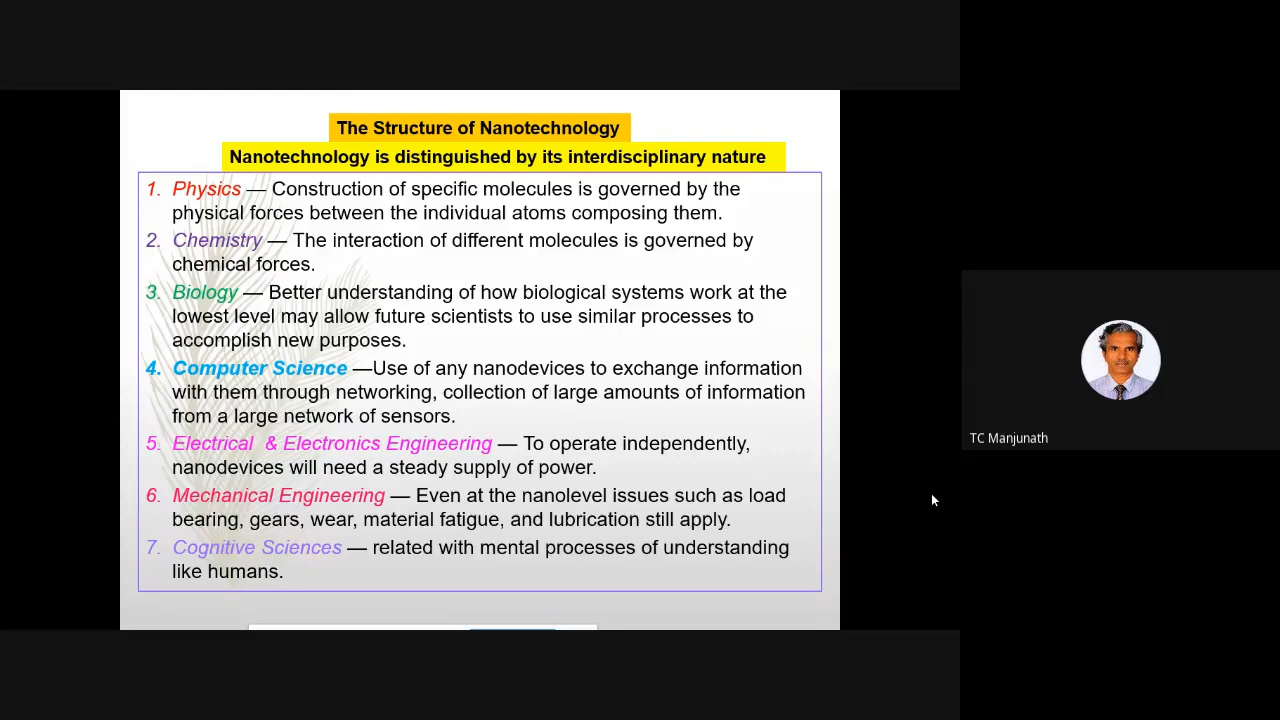 The Structure of Nanotechnology
Nanotechnology is distinguished by its interdisciplinary nature
1. Physics — Construction of specific molecules is governed by the
physical forces between the individual atoms composing them.
2. Chemistry — The interaction of different molecules is governed by
chemical forces.
3. Biology — Better understanding of how biological systems work at the
lowest level may allow future scientists to use similar processes to
accomplish new purposes.
4. Computer Science —Use of any nanodevices to exchange information
with them through networking, collection of large amounts of information
from a large network of sensors.
5. Electrical & Electronics Engineering — To operate independently,
nanodevices will need a steady supply of power.
6. Mechanical Engineering — Even at the nanolevel issues such as load
bearing, gears, wear, material fatigue, and lubrication still apply.
7. Cognitive Sciences — related with mental processes of understanding
like humans.
TC Manjunath